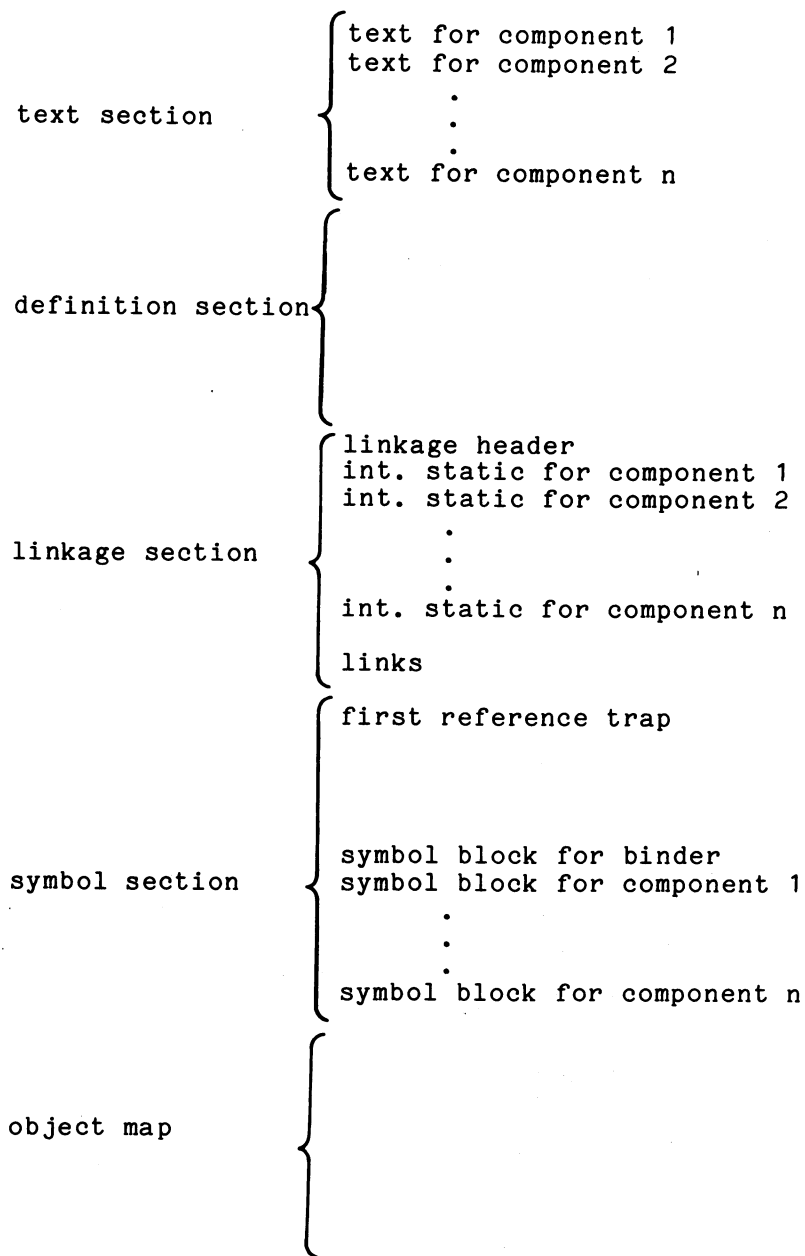 text for component 1
text for component 2
.
text section
.
.
text for component n
definition section
linkage header
int. static for component 1
int. static for component 2
.
linkage section
.
.
int. static for component n
links
first reference trap
symbol block for binder
symbol section
symbol block for component 1
.
.
.
symbol block for component n
object map